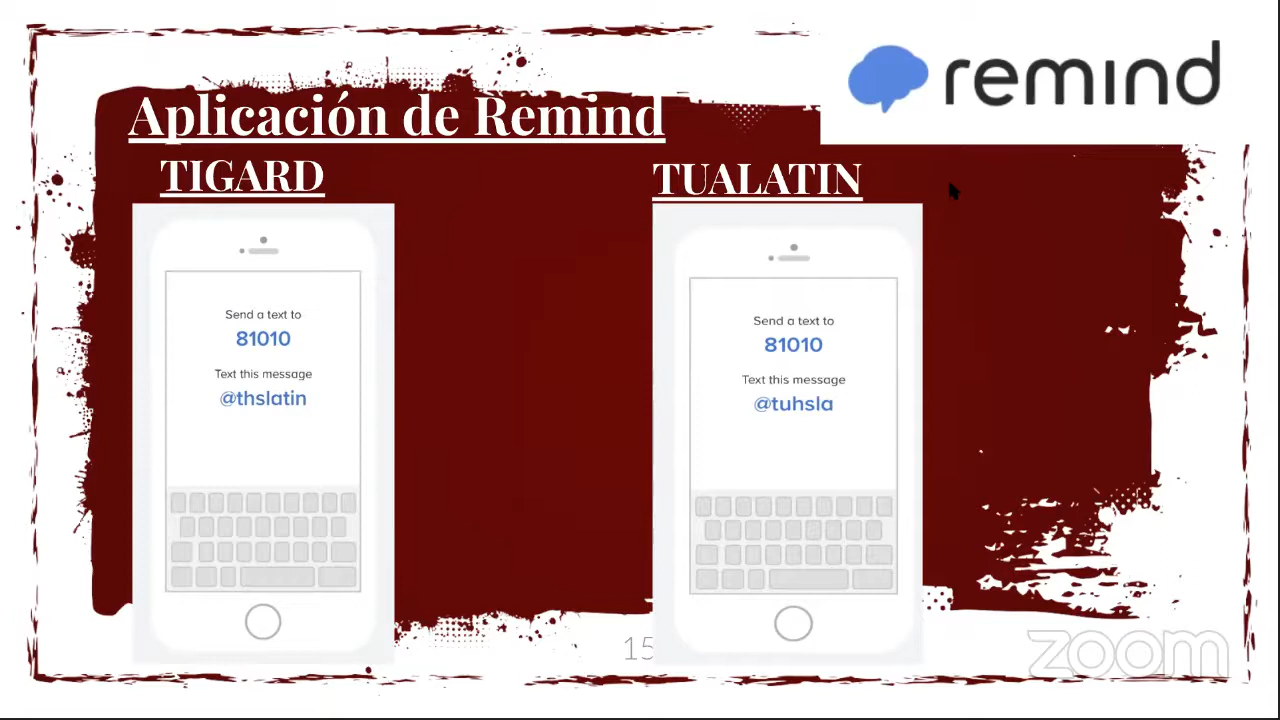 remind
Aplicación de Remind
TIGARD
TUALATIN
Send a text to
81010
Text this message
@thslatin
Send a text to
81010
Text this message
@tuhsla
15
zoom